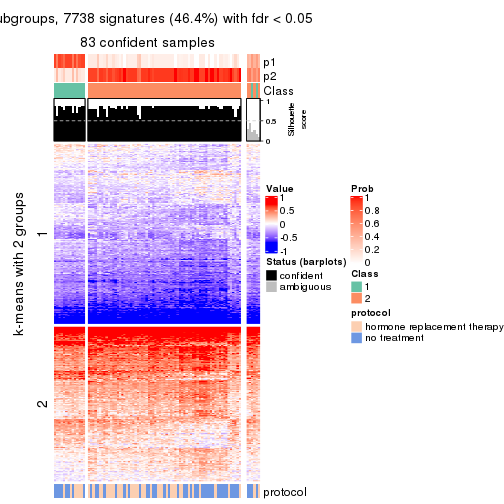 7738 signatures (46.4%) with fdr < 0.05
83 confident samples
p1
p2
Class
1
0.5
0
Silhouette
score
k-means with 2 groups
1
2
Value
1
0.5
0
-0.5
-1
Status (barplots)
confident
ambiguous
Prob
1
0.8
0.6
0.4
0.2
0
Class
1
2
protocol
hormone replacement therapy
no treatment
protocol